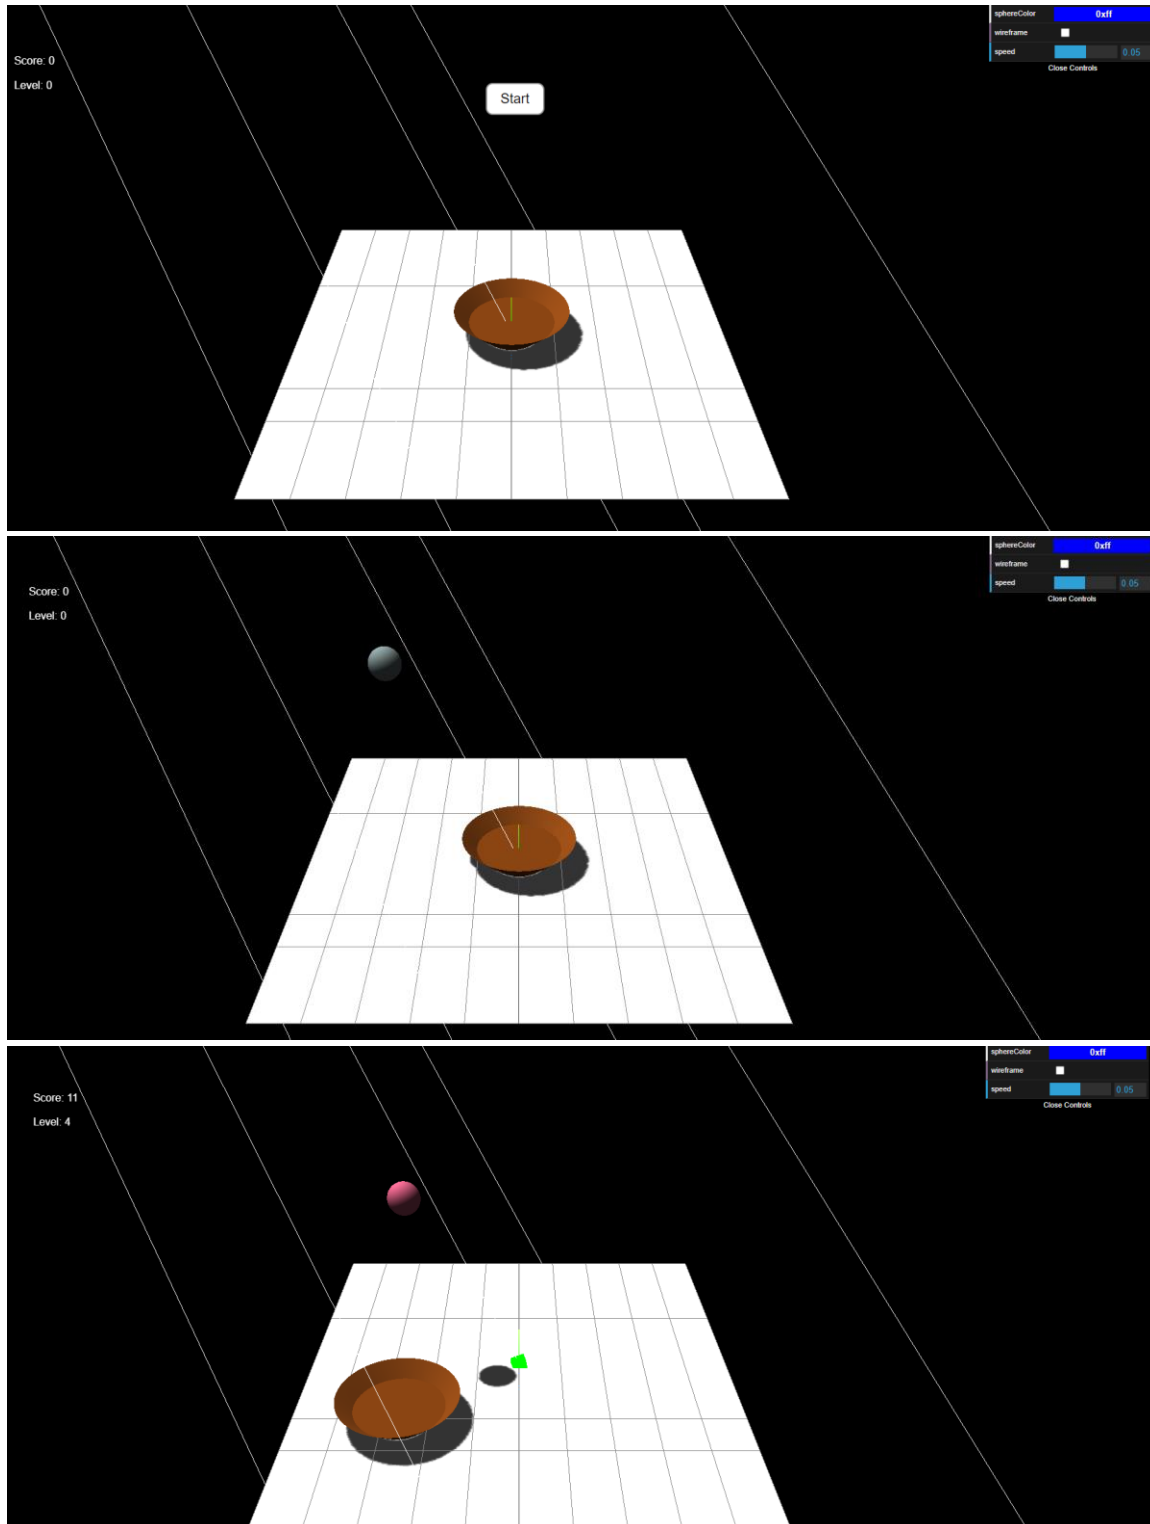 sphereColor 0xff
wireframe
speed 0.05
Close Controls
Score: 0
Level: 0
Start
sphereColor 0xff
wireframe
speed 0.05
Close Controls
Score: 0
Level: 0
sphereColor 0xff
wireframe
speed 0.05
Close Controls
Score: 11
Level: 4